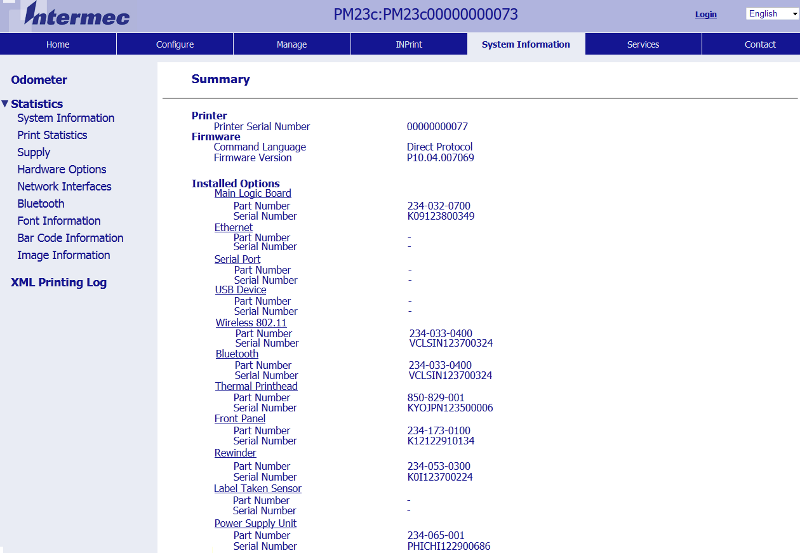 Intermec
PM23c:PM23c00000000073
Login
English
Home Configure Manage INPrint System Information Services Contact
Odometer
Statistics
System Information
Print Statistics
Supply
Hardware Options
Network Interfaces
Bluetooth
Font Information
Bar Code Information
Image Information
XML Printing Log
Summary
Printer
Printer Serial Number 00000000077
Firmware
Command Language Direct Protocol
Firmware Version P10.04.007069
Installed Options
Main Logic Board
Part Number 234-032-0700
Serial Number K09123800349
Ethernet
Part Number -
Serial Number -
Serial Port
Part Number -
Serial Number -
USB Device
Part Number -
Serial Number -
Wireless 802.11
Part Number 234-033-0400
Serial Number VCLSIN123700324
Bluetooth
Part Number 234-033-0400
Serial Number VCLSIN123700324
Thermal Printhead
Part Number 850-829-001
Serial Number KYOJPN123500006
Front Panel
Part Number 234-173-0100
Serial Number K12122910134
Rewinder
Part Number 234-053-0300
Serial Number K0I123700224
Label Taken Sensor
Part Number -
Serial Number -
Power Supply Unit
Part Number 234-065-001
Serial Number PHICHI122900686